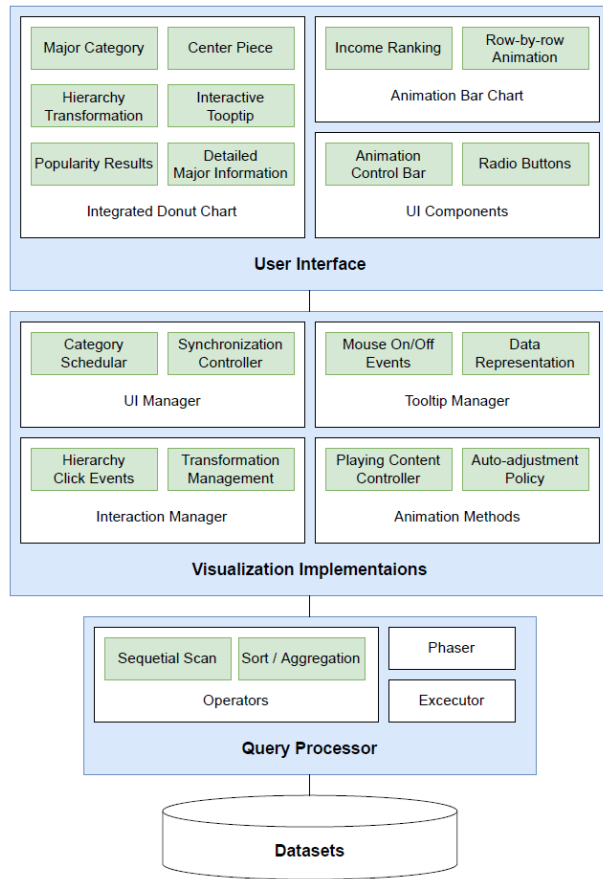 Major Category
Center Piece
Hierarchy
Transformation
Interactive
Tooptip
Popularity Results
Detailed
Major Information
Integrated Donut Chart
Income Ranking
Row-by-row
Animation
Animation Bar Chart
Animation
Control Bar
Radio Buttons
UI Components
User Interface
Category
Schedular
Synchronization
Controller
UI Manager
Mouse On/Off
Events
Data
Representation
Tooltip Manager
Hierarchy
Click Events
Transformation
Management
Interaction Manager
Playing Content
Controller
Auto-adjustment
Policy
Animation Methods
Visualization Implementaions
Sequetial Scan
Sort / Aggregation
Operators
Phaser
Excecutor
Query Processor
Datasets